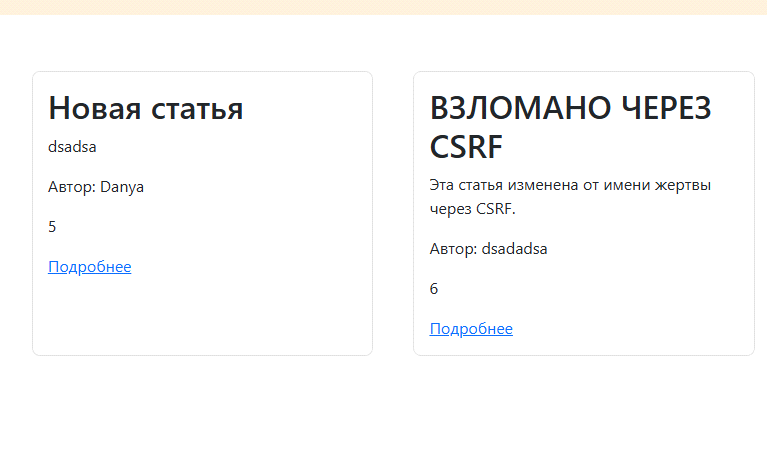 Новая статья
dsadsa
Автор: Danya
5
Подробнее
ВЗЛОМАНО ЧЕРЕЗ
CSRF
Эта статья изменена от имени жертвы
через CSRF.
Автор: dsadadsa
6
Подробнее